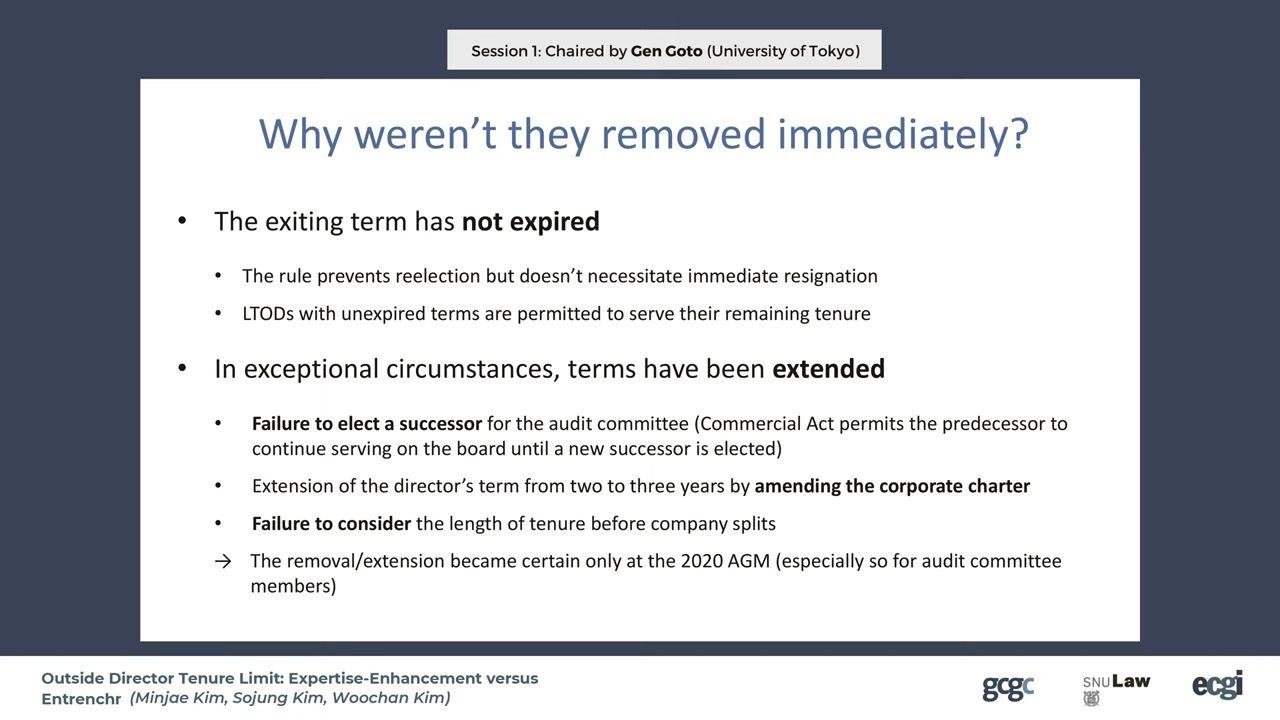 Session 1: Chaired by Gen Goto (University of Tokyo)
Why weren’t they removed immediately?
• The exiting term has not expired
• The rule prevents reelection but doesn’t necessitate immediate resignation
• LTODs with unexpired terms are permitted to serve their remaining tenure
• In exceptional circumstances, terms have been extended
• Failure to elect a successor for the audit committee (Commercial Act permits the predecessor to
continue serving on the board until a new successor is elected)
• Extension of the director’s term from two to three years by amending the corporate charter
• Failure to consider the length of tenure before company splits
→ The removal/extension became certain only at the 2020 AGM (especially so for audit committee
members)
Outside Director Tenure Limit: Expertise-Enhancement versus
Entrenchr (Minjae Kim, Sojung Kim, Woochan Kim)
gcgc
SNU Law
ecgi